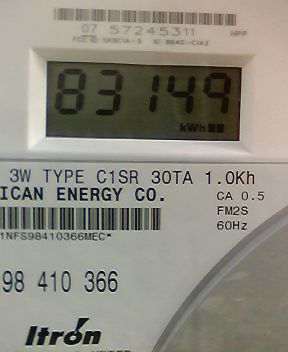 07 57245311 HPP
83149
kWh
3W TYPE C1SR 30TA 1.0Kh
ICAN ENERGY CO. CA 0.5
FM2S
60Hz
1NFS98410366MEC*
98 410 366
Itron